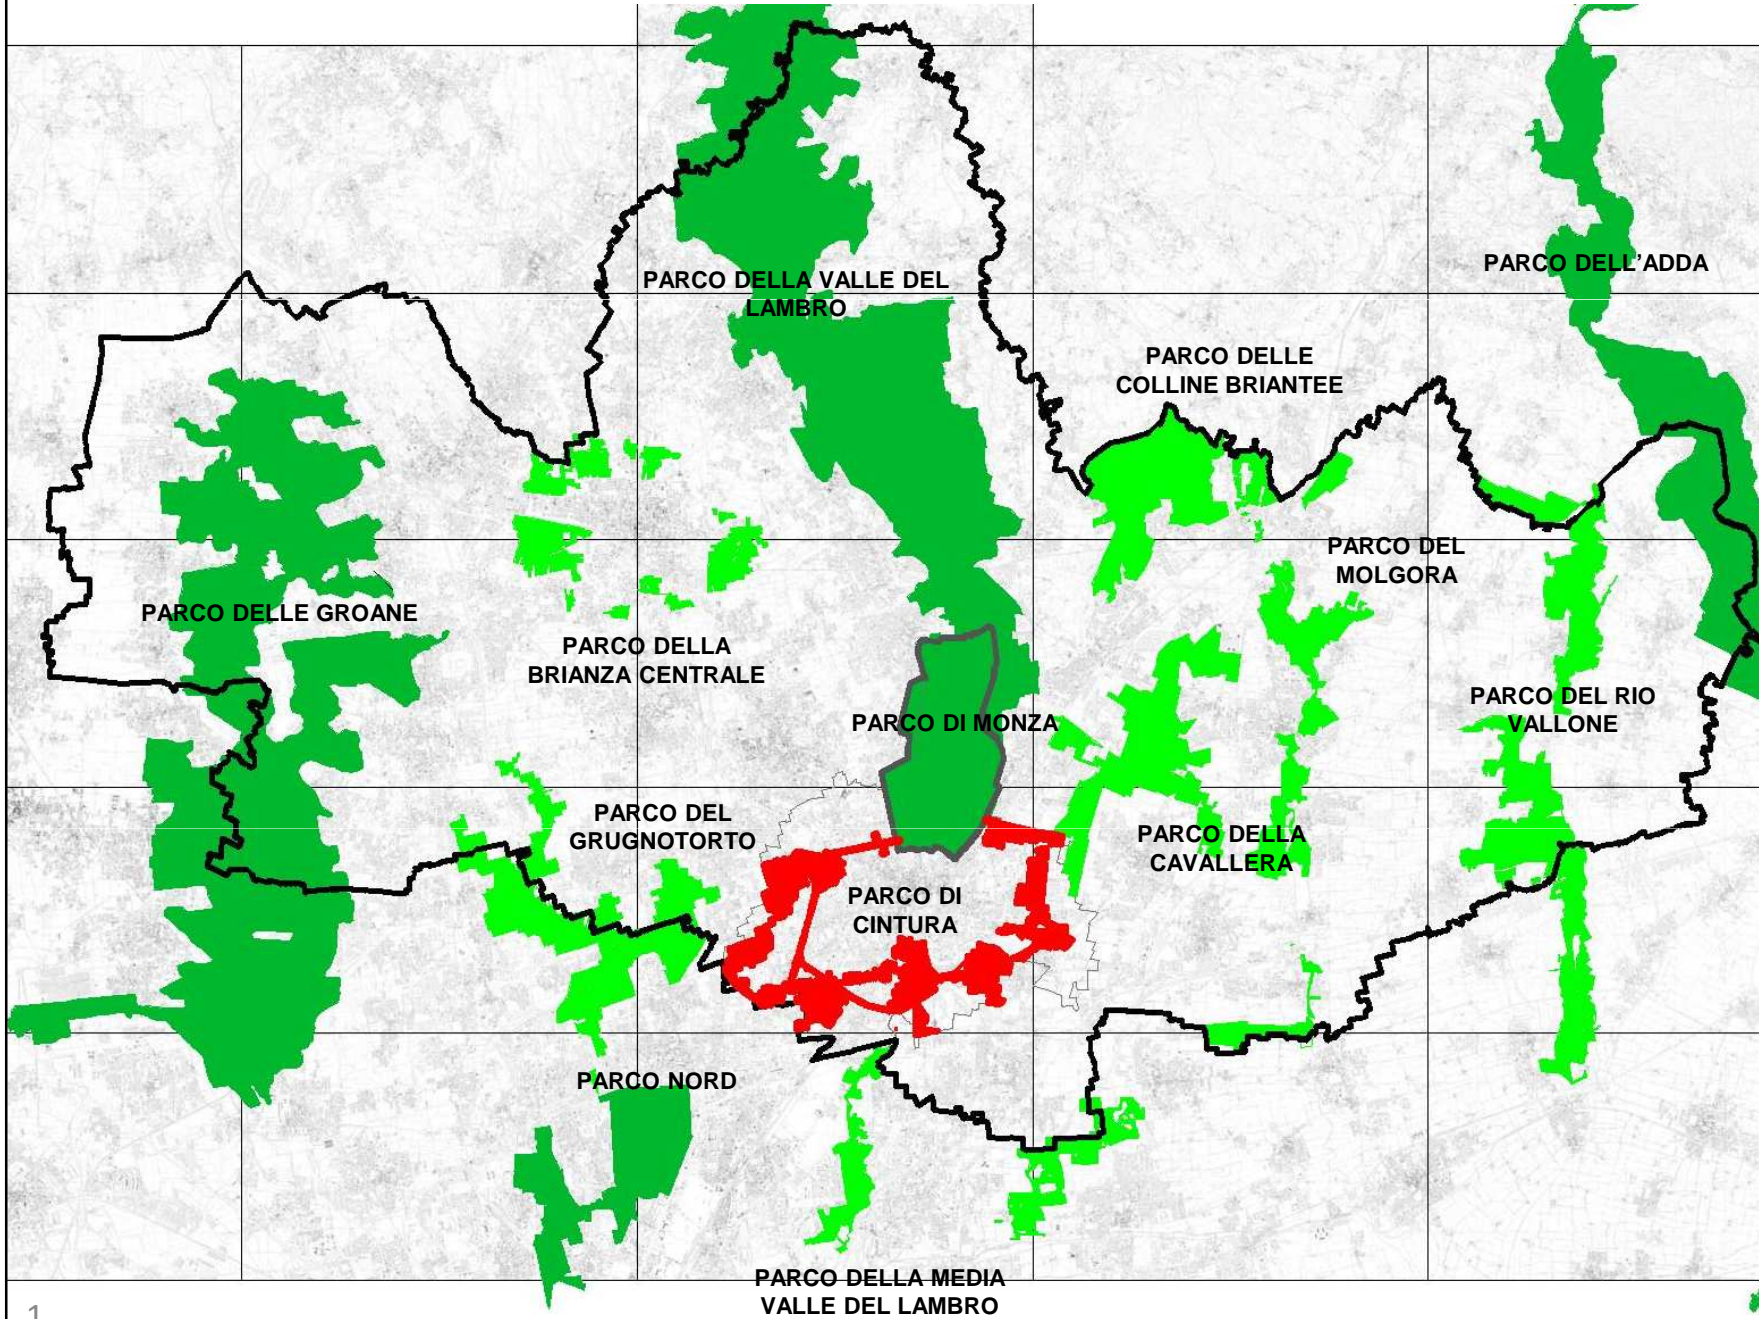 PARCO DELLA VALLE DEL
LAMBRO
PARCO DELL'ADDA
PARCO DELLE
COLLINE BRIANTEE
PARCO DEL
MOLGORA
PARCO DELLE GROANE
PARCO DELLA
BRIANZA CENTRALE
PARCO DI MONZA
PARCO DEL RIO
VALLONE
PARCO DEL
GRUGNOTORTO
PARCO DELLA
CAVALLERA
PARCO DI
CINTURA
PARCO NORD
PARCO DELLA MEDIA
VALLE DEL LAMBRO
1